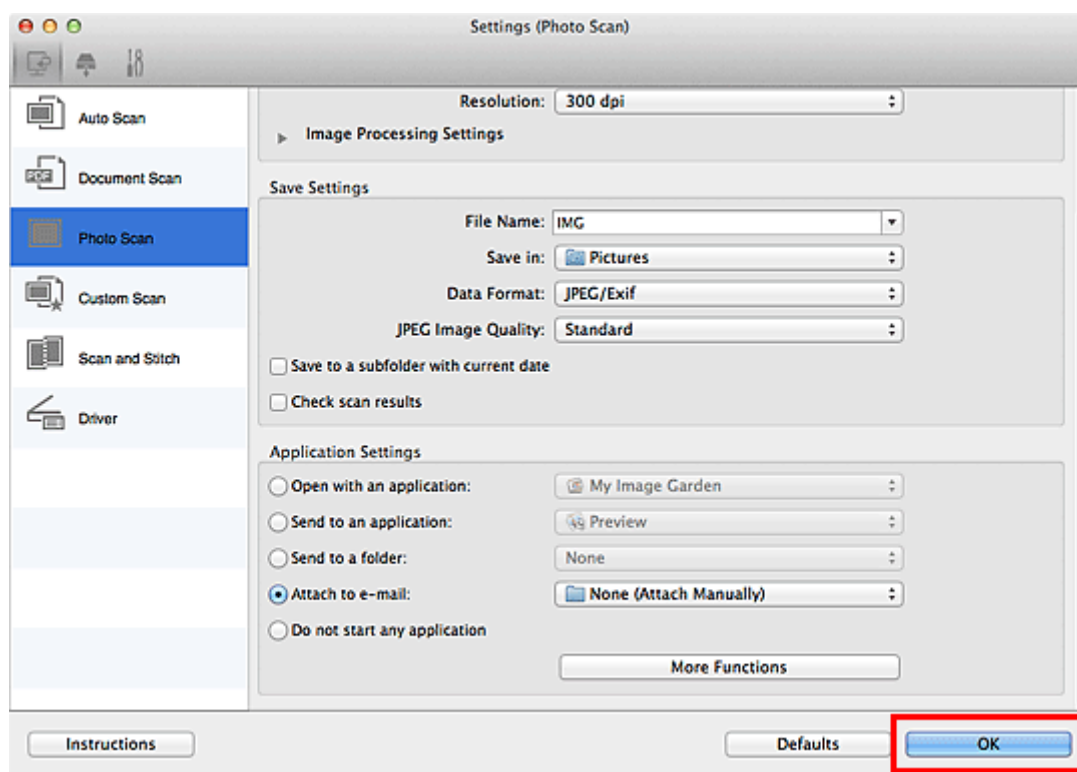 Settings (Photo Scan)
Auto Scan
Document Scan
Photo Scan
Custom Scan
Scan and Stitch
Driver
Resolution: 300 dpi
Image Processing Settings
Save Settings
File Name: IMG
Save in: Pictures
Data Format: JPEG/Exif
JPEG Image Quality: Standard
Save to a subfolder with current date
Check scan results
Application Settings
Open with an application: My Image Garden
Send to an application: Preview
Send to a folder: None
Attach to e-mail: None (Attach Manually)
Do not start any application
More Functions
Instructions Defaults OK